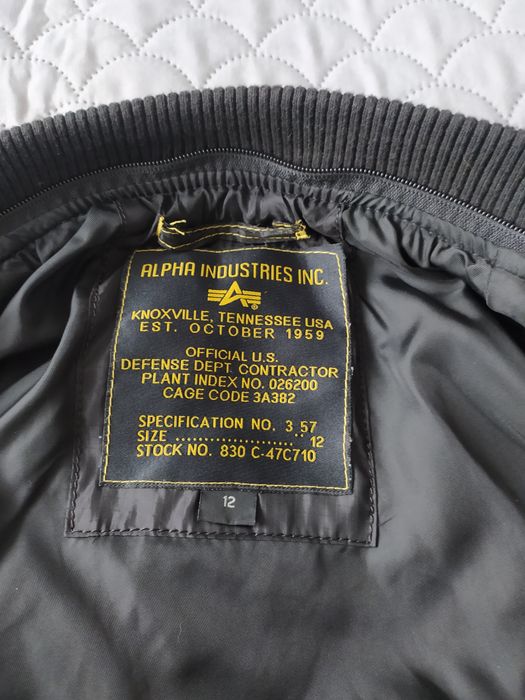 ALPHA INDUSTRIES INC.
KNOXVILLE, TENNESSEE USA
EST. OCTOBER 1959
OFFICIAL U.S.
DEFENSE DEPT. CONTRACTOR
PLANT INDEX NO. 026200
CAGE CODE 3A382
SPECIFICATION NO. 3 57
SIZE ........................ 12
STOCK NO. 830 C-47C710
12